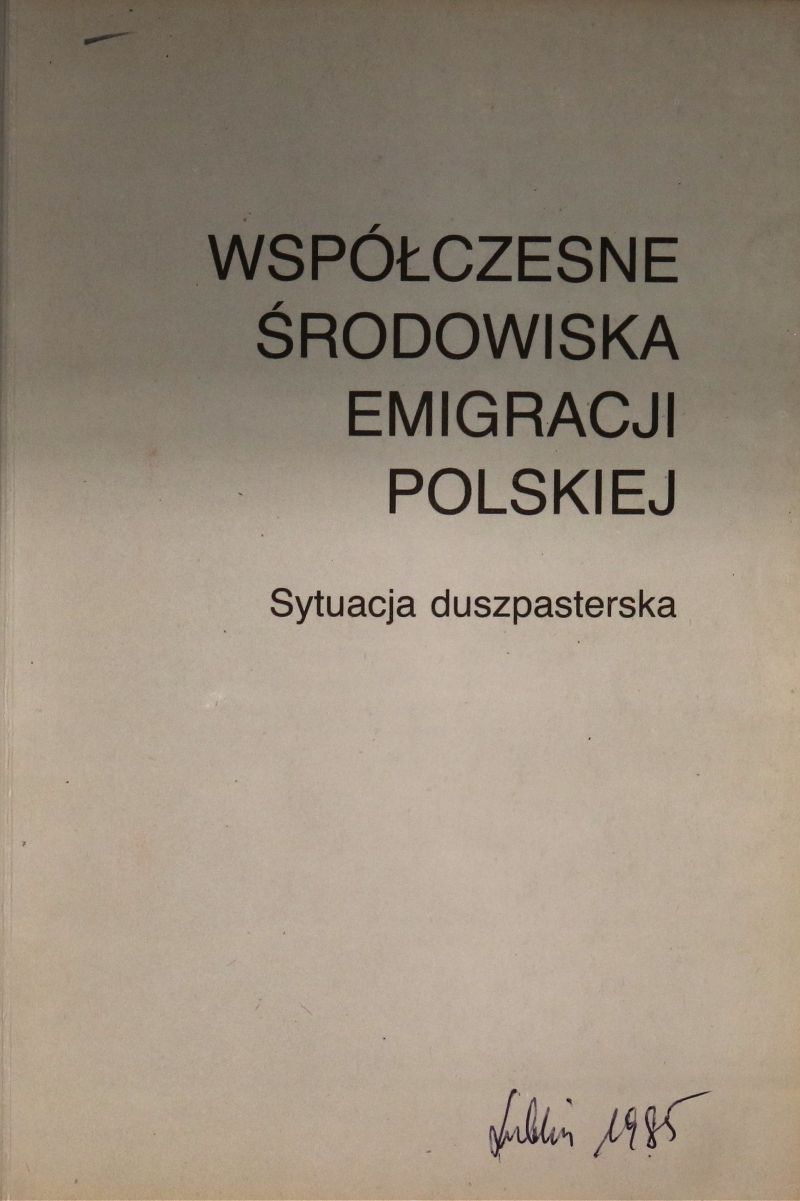 WSPÓŁCZESNE
ŚRODOWISKA
EMIGRACJI
POLSKIEJ
Sytuacja duszpasterska
Lublin 1985